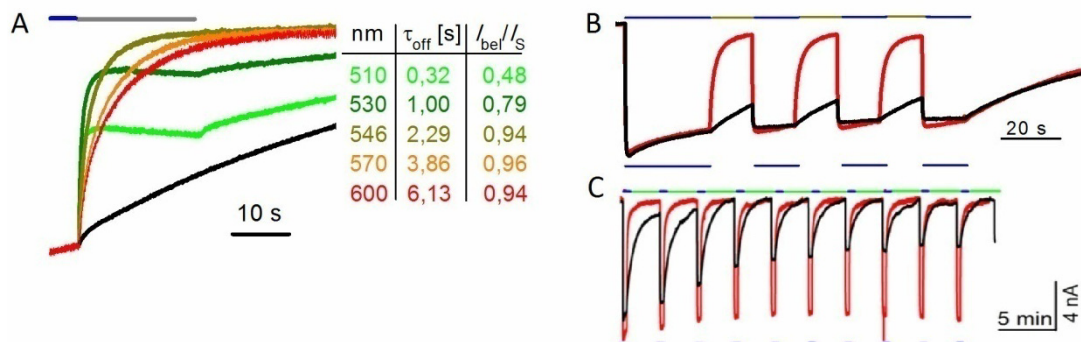 A
nm τoff [s] Ibel//IS
510 0,32 0,48
530 1,00 0,79
546 2,29 0,94
570 3,86 0,96
600 6,13 0,94
10 s
B
20 s
C
5 min
4 nA